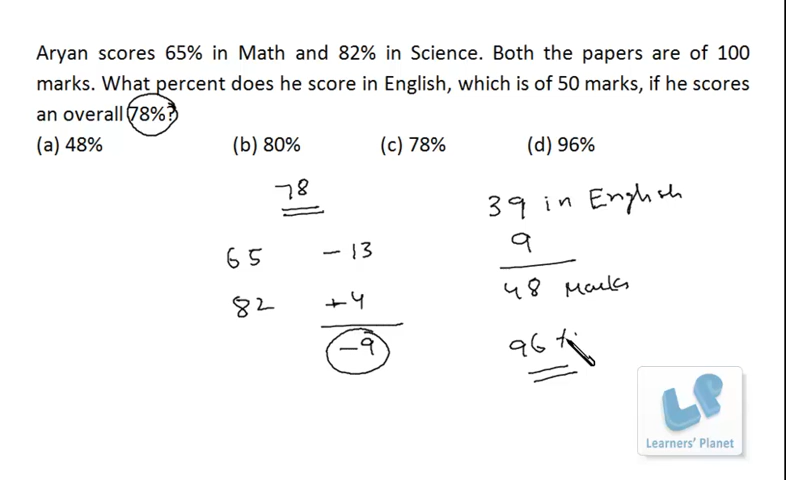 Aryan scores 65% in Math and 82% in Science. Both the papers are of 100
marks. What percent does he score in English, which is of 50 marks, if he scores
an overall 78%?
(a) 48% (b) 80% (c) 78% (d) 96%
78
65 -13
82 +4
-9
39 in English
9
48 Marks
96
LP
Learners' Planet